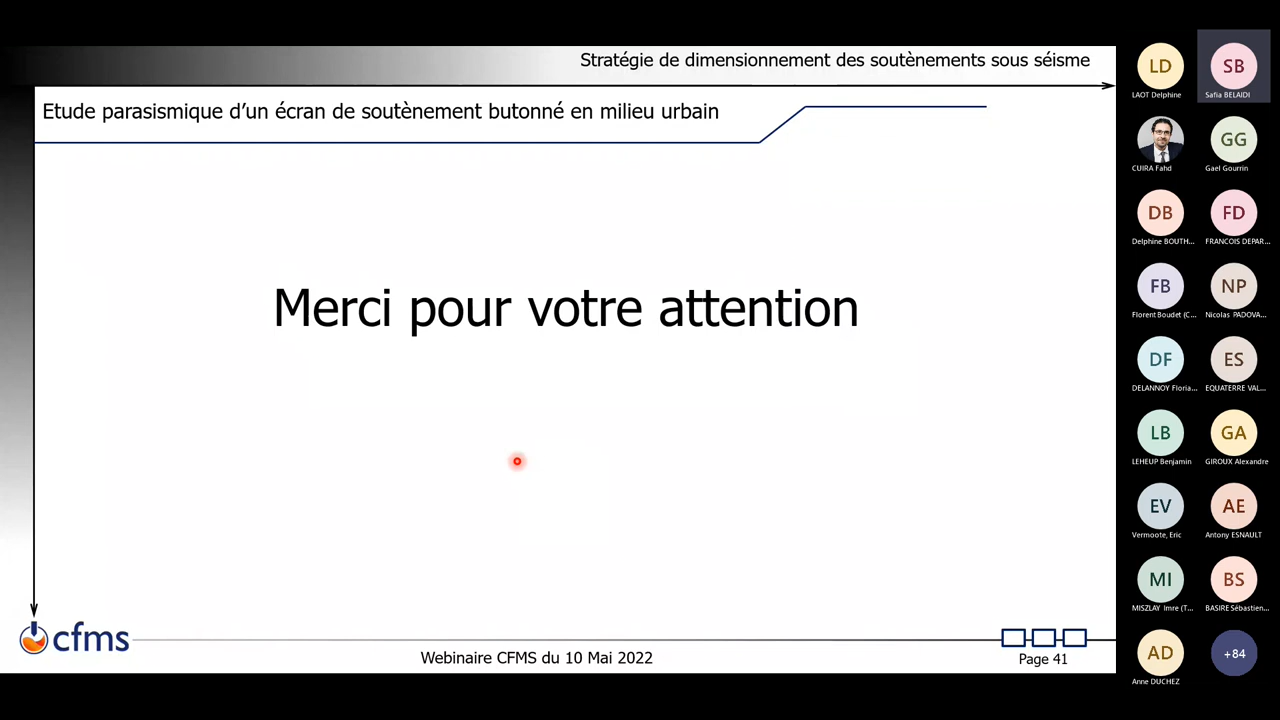 Stratégie de dimensionnement des soutènements sous séisme
Etude parasismique d'un écran de soutènement butonné en milieu urbain
Merci pour votre attention
cfms
Webinaire CFMS du 10 Mai 2022
Page 41
LD
LAOT Delphine
SB
Safia BELAIDI
CUIRA Fahd
GG
Gael Gourrin
DB
Delphine BOUTH...
FD
FRANCOIS DEPAR...
FB
Florent Boudet (C...
NP
Nicolas PADOVA...
DF
DELANNOY Floria...
ES
EQUATERRE VAL...
LB
LEHEUP Benjamin
GA
GIROUX Alexandre
EV
Vermoote, Eric
AE
Antony ESNAULT
MI
MISZLAY Imre (T...
BS
BASIRE Sébastien...
AD
Anne DUCHEZ
+84